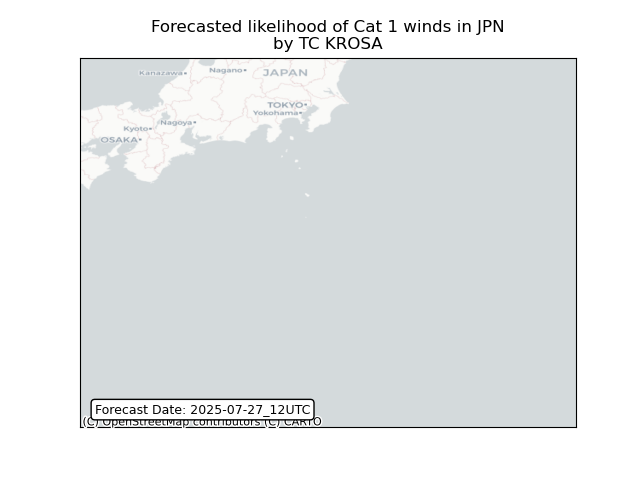 Forecasted likelihood of Cat 1 winds in JPN
by TC KROSA
Kanazawa
Nagano
JAPAN
TOKYO
Yokohama
Nagoya
Kyoto
OSAKA
Forecast Date: 2025-07-27_12UTC
(C) OpenStreetMap contributors (C) CARTO